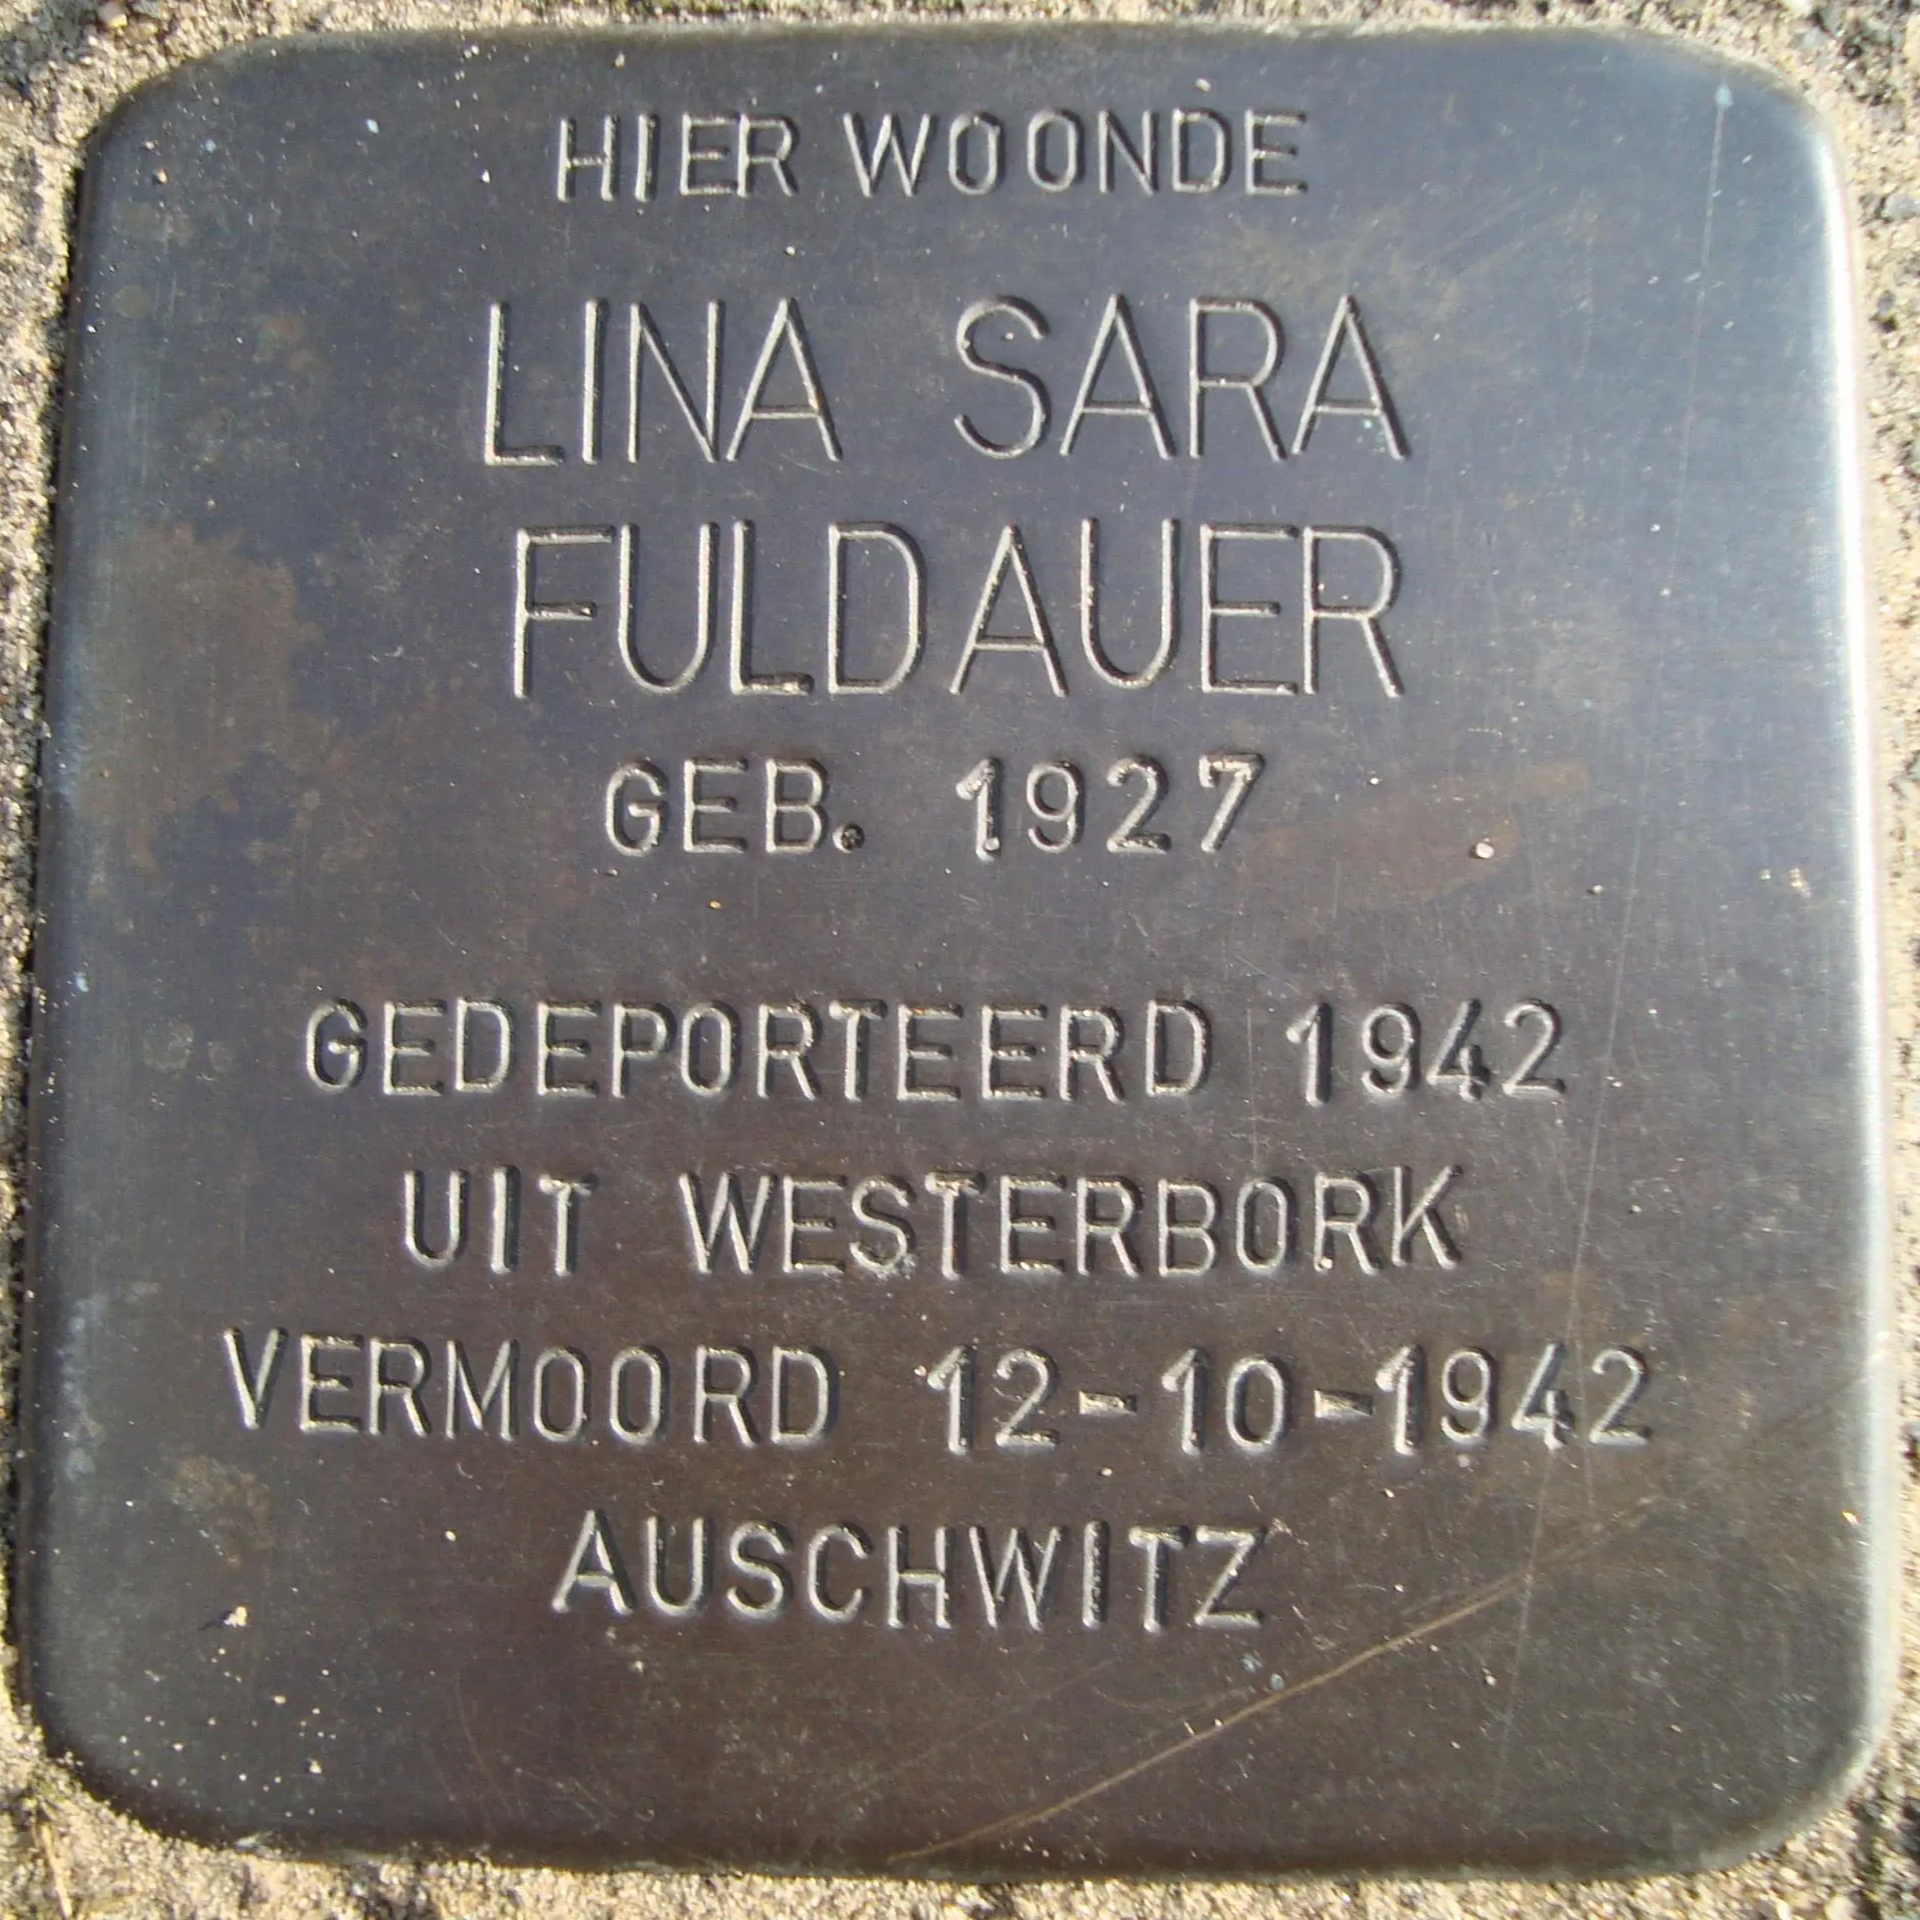 HIER WOONDE
LINA SARA
FULDAUER
GEB. 1927
GEDEPORTEERD 1942
UIT WESTERBORK
VERMOORD 12-10-1942
AUSCHWITZ